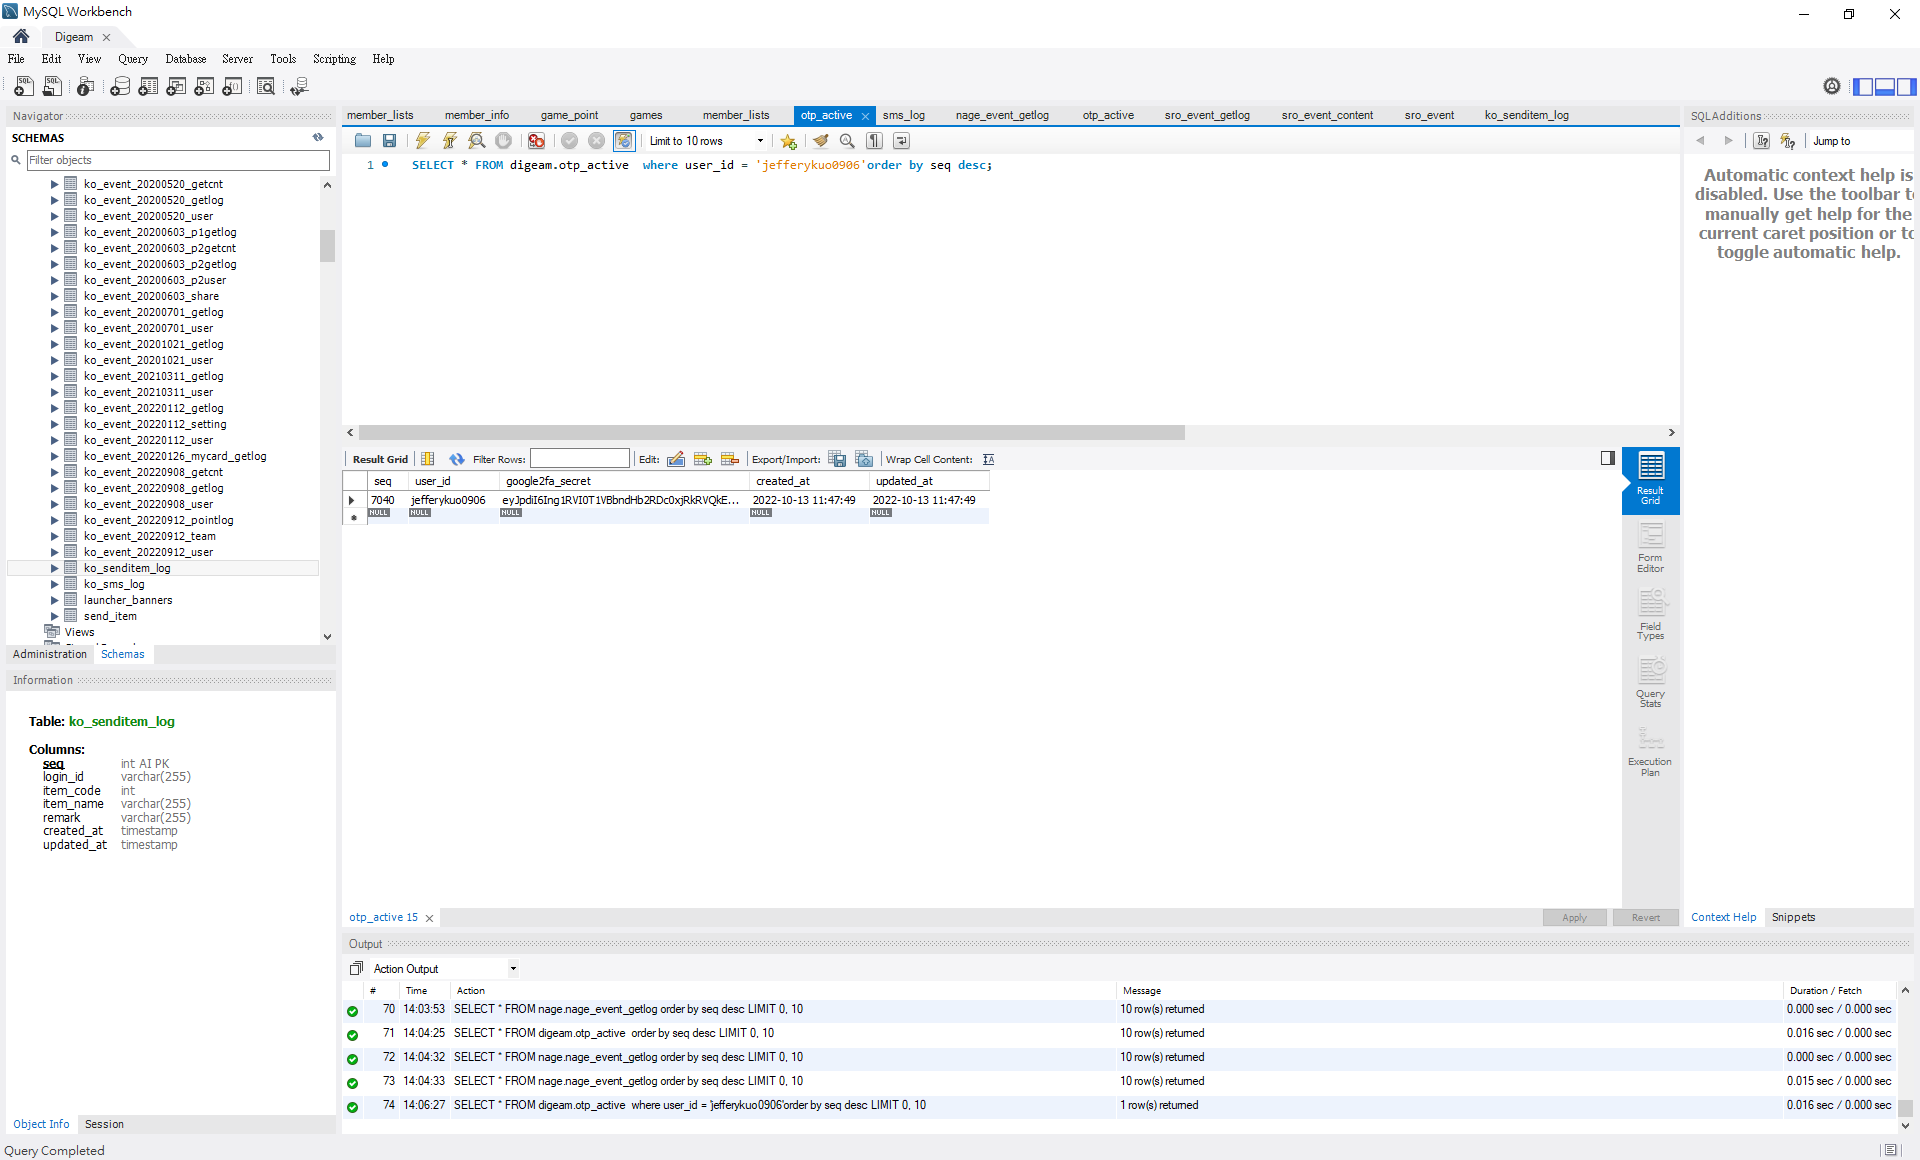 MySQL Workbench
Digeam
File Edit View Query Database Server Tools Scripting Help
Navigator
SCHEMAS
Filter objects
ko_event_20200520_getcnt
ko_event_20200520_getlog
ko_event_20200520_user
ko_event_20200603_p1getlog
ko_event_20200603_p2getcnt
ko_event_20200603_p2getlog
ko_event_20200603_p2user
ko_event_20200603_share
ko_event_20200701_getlog
ko_event_20200701_user
ko_event_20201021_getlog
ko_event_20201021_user
ko_event_20210311_getlog
ko_event_20210311_user
ko_event_20220112_getlog
ko_event_20220112_setting
ko_event_20220112_user
ko_event_20220126_mycard_getlog
ko_event_20220908_getcnt
ko_event_20220908_getlog
ko_event_20220908_user
ko_event_20220912_pointlog
ko_event_20220912_team
ko_event_20220912_user
ko_senditem_log
ko_sms_log
launcher_banners
send_item
Views
Administration Schemas
Information
Table: ko_senditem_log
Columns:
seq int AI PK
login_id varchar(255)
item_code int
item_name varchar(255)
remark varchar(255)
created_at timestamp
updated_at timestamp
Object Info Session
Query Completed
member_lists member_info game_point games member_lists otp_active sms_log nage_event_getlog otp_active sro_event_getlog sro_event_content sro_event ko_senditem_log
Limit to 10 rows
1 SELECT * FROM digeam.otp_active  where user_id = 'jefferykuo0906'order by seq desc;
Result Grid Filter Rows: Edit: Export/Import: Wrap Cell Content:
seq user_id google2fa_secret created_at updated_at
7040 jefferykuo0906 eyJpdiI6Ing1RVI0T1VBbndHb2RDc0xjRkRVQkE... 2022-10-13 11:47:49 2022-10-13 11:47:49
NULL NULL NULL NULL NULL
Result Grid
Form Editor
Field Types
Query Stats
Execution Plan
otp_active 15
Apply Revert
SQLAdditions
Jump to
Automatic context help is
disabled. Use the toolbar to
manually get help for the
current caret position or to
toggle automatic help.
Context Help Snippets
Output
Action Output
# Time Action Message Duration / Fetch
70 14:03:53 SELECT * FROM nage.nage_event_getlog order by seq desc LIMIT 0, 10 10 row(s) returned 0.000 sec / 0.000 sec
71 14:04:25 SELECT * FROM digeam.otp_active  order by seq desc LIMIT 0, 10 10 row(s) returned 0.016 sec / 0.000 sec
72 14:04:32 SELECT * FROM nage.nage_event_getlog order by seq desc LIMIT 0, 10 10 row(s) returned 0.000 sec / 0.000 sec
73 14:04:33 SELECT * FROM nage.nage_event_getlog order by seq desc LIMIT 0, 10 10 row(s) returned 0.015 sec / 0.000 sec
74 14:06:27 SELECT * FROM digeam.otp_active  where user_id = 'jefferykuo0906'order by seq desc LIMIT 0, 10 1 row(s) returned 0.016 sec / 0.000 sec